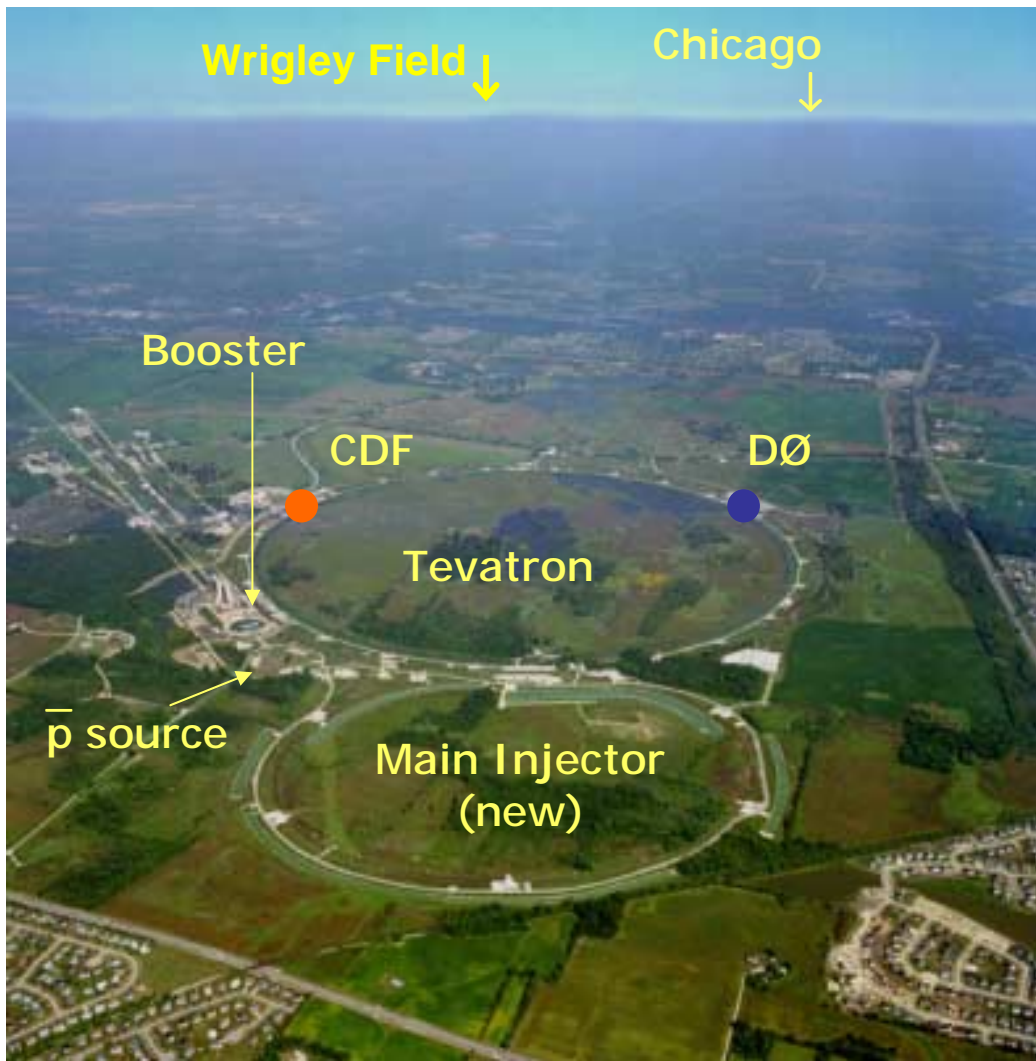 Wrigley Field
Chicago
Booster
CDF
DØ
Tevatron
p̅ source
Main Injector
(new)